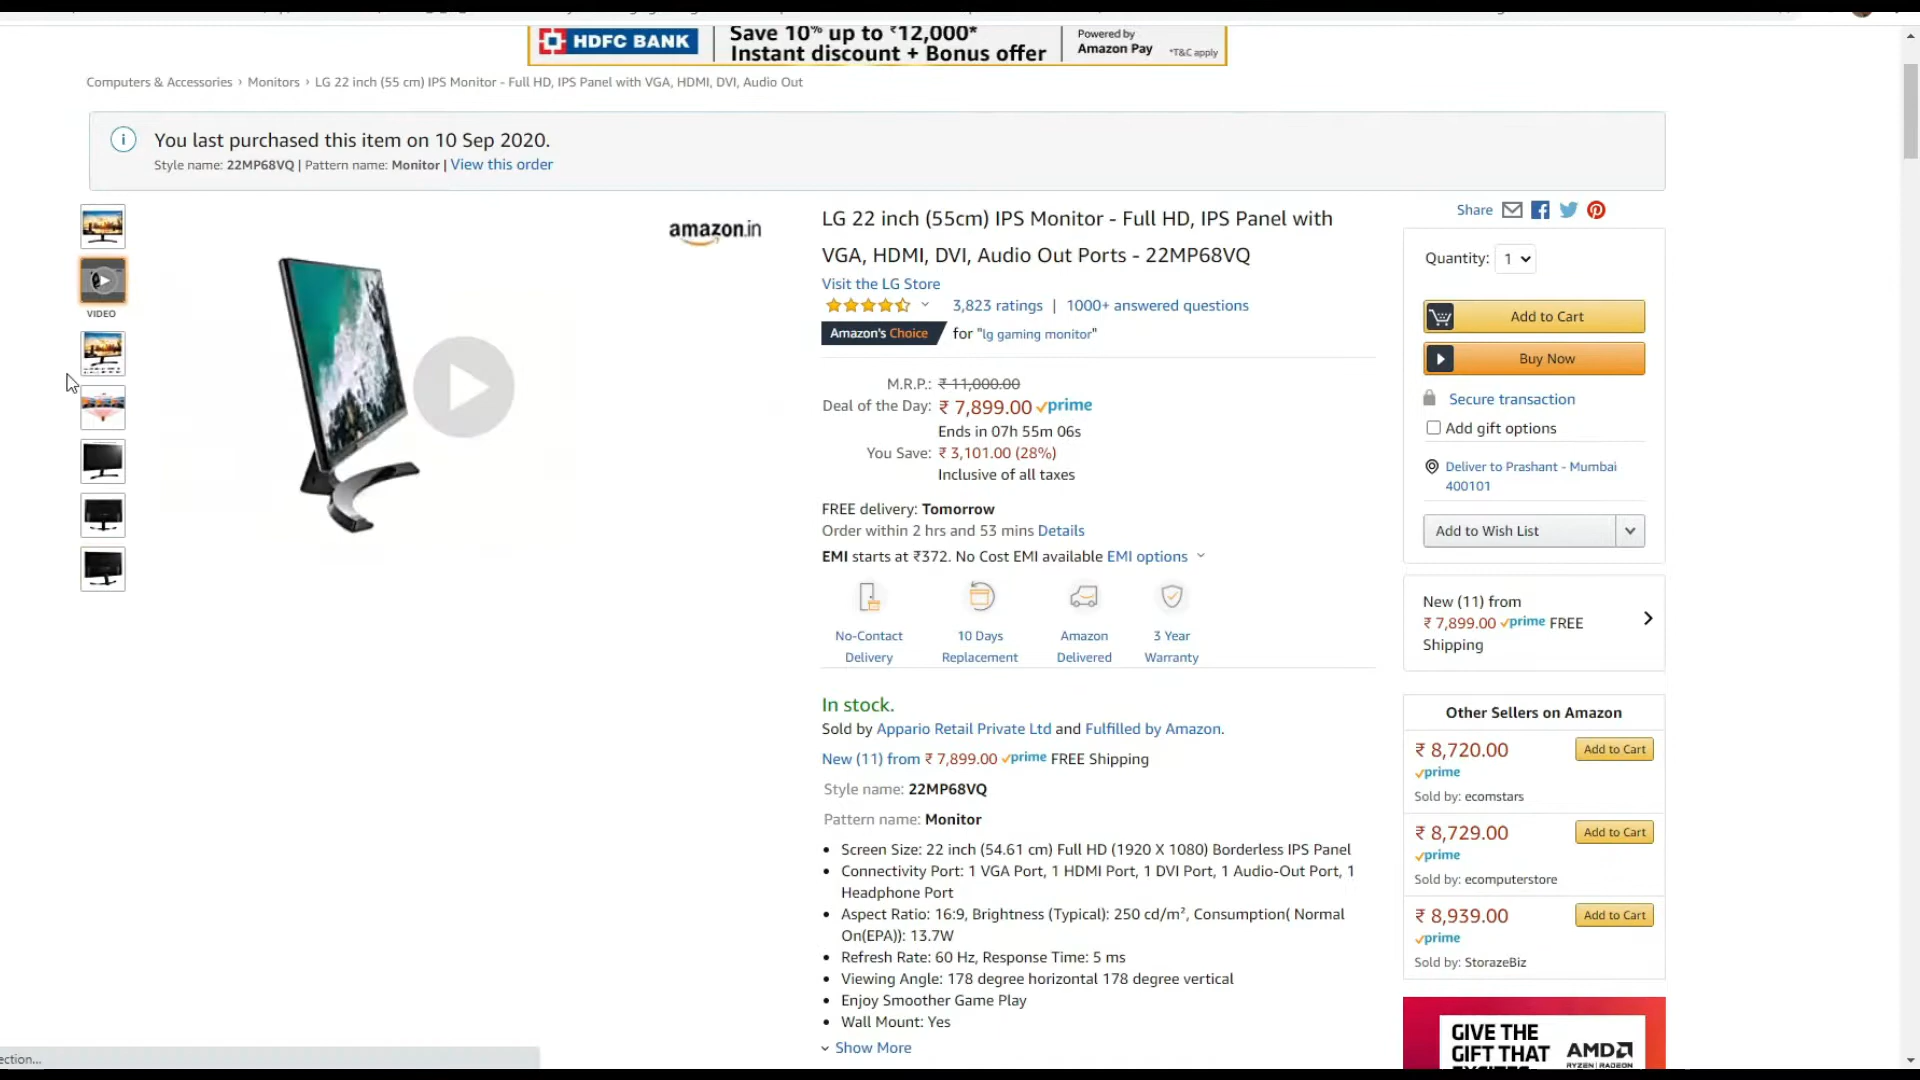 HDFC BANK
Save 10% up to ₹12,000*
Instant discount + Bonus offer
Powered by
Amazon Pay
*T&C apply
Computers & Accessories › Monitors › LG 22 inch (55 cm) IPS Monitor - Full HD, IPS Panel with VGA, HDMI, DVI, Audio Out
You last purchased this item on 10 Sep 2020.
Style name: 22MP68VQ | Pattern name: Monitor | View this order
VIDEO
amazon.in
LG 22 inch (55cm) IPS Monitor - Full HD, IPS Panel with
VGA, HDMI, DVI, Audio Out Ports - 22MP68VQ
Visit the LG Store
3,823 ratings | 1000+ answered questions
Amazon's Choice for "lg gaming monitor"
M.R.P.: ₹ 11,000.00
Deal of the Day: ₹ 7,899.00 prime
Ends in 07h 55m 06s
You Save: ₹ 3,101.00 (28%)
Inclusive of all taxes
FREE delivery: Tomorrow
Order within 2 hrs and 53 mins Details
EMI starts at ₹372. No Cost EMI available EMI options
No-Contact
Delivery
10 Days
Replacement
Amazon
Delivered
3 Year
Warranty
In stock.
Sold by Appario Retail Private Ltd and Fulfilled by Amazon.
New (11) from ₹ 7,899.00 prime FREE Shipping
Style name: 22MP68VQ
Pattern name: Monitor
• Screen Size: 22 inch (54.61 cm) Full HD (1920 X 1080) Borderless IPS Panel
• Connectivity Port: 1 VGA Port, 1 HDMI Port, 1 DVI Port, 1 Audio-Out Port, 1
Headphone Port
• Aspect Ratio: 16:9, Brightness (Typical): 250 cd/m², Consumption( Normal
On(EPA)): 13.7W
• Refresh Rate: 60 Hz, Response Time: 5 ms
• Viewing Angle: 178 degree horizontal 178 degree vertical
• Enjoy Smoother Game Play
• Wall Mount: Yes
Show More
Share
Quantity: 1
Add to Cart
Buy Now
Secure transaction
Add gift options
Deliver to Prashant - Mumbai
400101
Add to Wish List
New (11) from
₹ 7,899.00 prime FREE
Shipping
Other Sellers on Amazon
₹ 8,720.00 Add to Cart
prime
Sold by: ecomstars
₹ 8,729.00 Add to Cart
prime
Sold by: ecomputerstore
₹ 8,939.00 Add to Cart
prime
Sold by: StorazeBiz
GIVE THE
GIFT THAT
AMD
RYZEN | RADEON
ection...